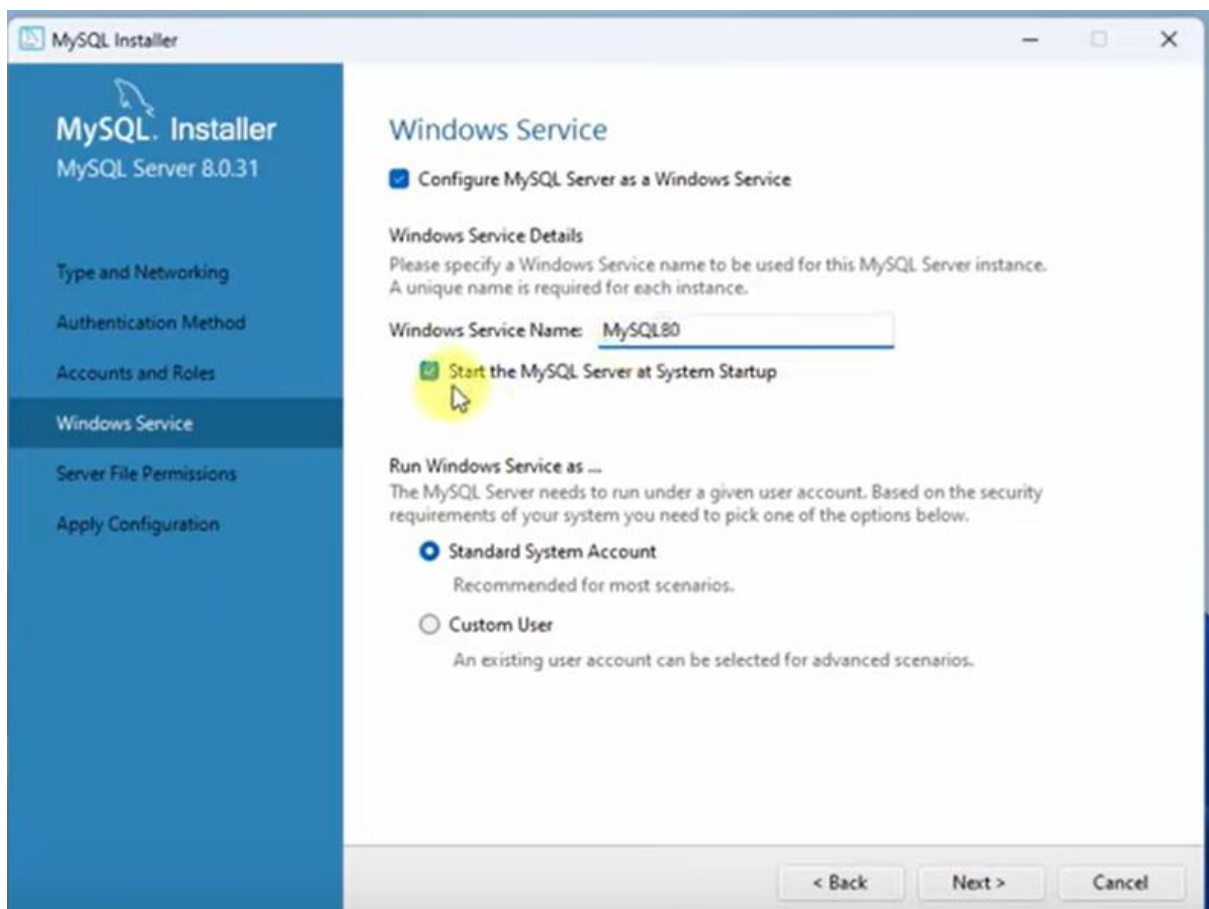 MySQL Installer
MySQL. Installer
MySQL Server 8.0.31
Type and Networking
Authentication Method
Accounts and Roles
Windows Service
Server File Permissions
Apply Configuration
Windows Service
Configure MySQL Server as a Windows Service
Windows Service Details
Please specify a Windows Service name to be used for this MySQL Server instance.
A unique name is required for each instance.
Windows Service Name: MySQL80
Start the MySQL Server at System Startup
Run Windows Service as ...
The MySQL Server needs to run under a given user account. Based on the security
requirements of your system you need to pick one of the options below.
Standard System Account
Recommended for most scenarios.
Custom User
An existing user account can be selected for advanced scenarios.
< Back Next > Cancel